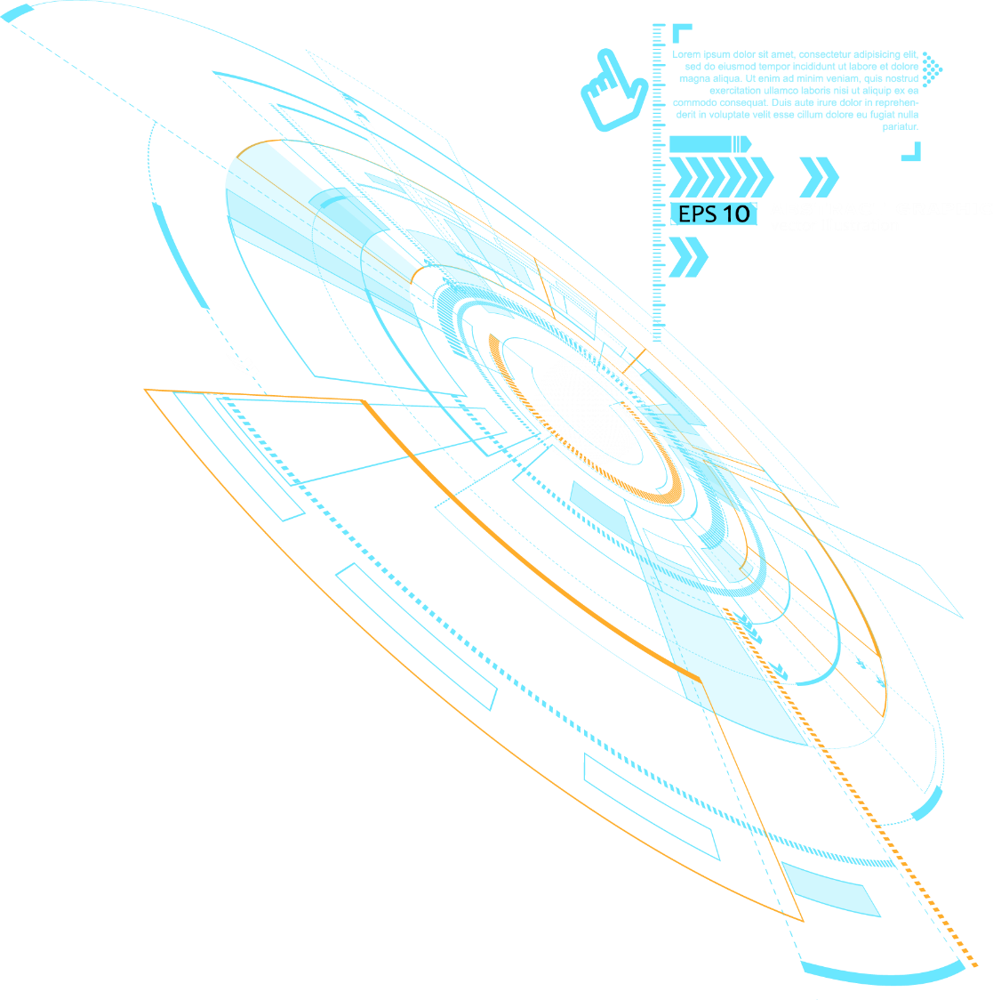 Lorem ipsum dolor sit amet, consectetur adipisicing elit,
sed do eiusmod tempor incididunt ut labore et dolore
magna aliqua. Ut enim ad minim veniam, quis nostrud
exercitation ullamco laboris nisi ut aliquip ex ea
commodo consequat. Duis aute irure dolor in reprehen-
derit in voluptate velit esse cillum dolore eu fugiat nulla
pariatur.
EPS 10